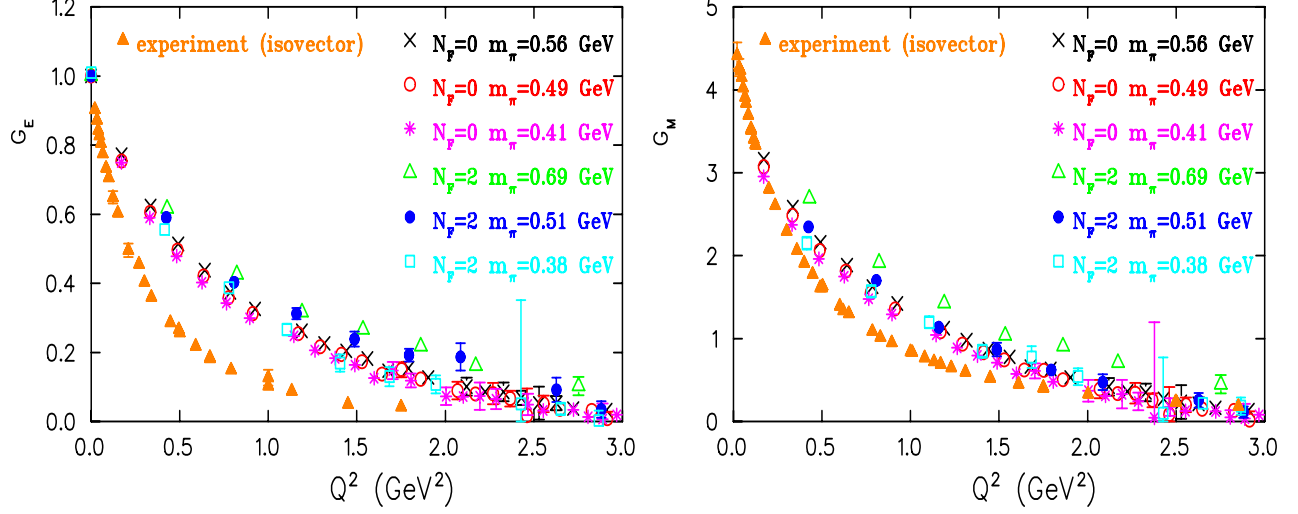 G_E
1.0
0.8
0.6
0.4
0.2
0.0
experiment (isovector)
N_F=0 m_π=0.56 GeV
N_F=0 m_π=0.49 GeV
N_F=0 m_π=0.41 GeV
N_F=2 m_π=0.69 GeV
N_F=2 m_π=0.51 GeV
N_F=2 m_π=0.38 GeV
0.0 0.5 1.0 1.5 2.0 2.5 3.0
Q² (GeV²)
G_M
5
4
3
2
1
0
experiment (isovector)
N_F=0 m_π=0.56 GeV
N_F=0 m_π=0.49 GeV
N_F=0 m_π=0.41 GeV
N_F=2 m_π=0.69 GeV
N_F=2 m_π=0.51 GeV
N_F=2 m_π=0.38 GeV
0.0 0.5 1.0 1.5 2.0 2.5 3.0
Q² (GeV²)